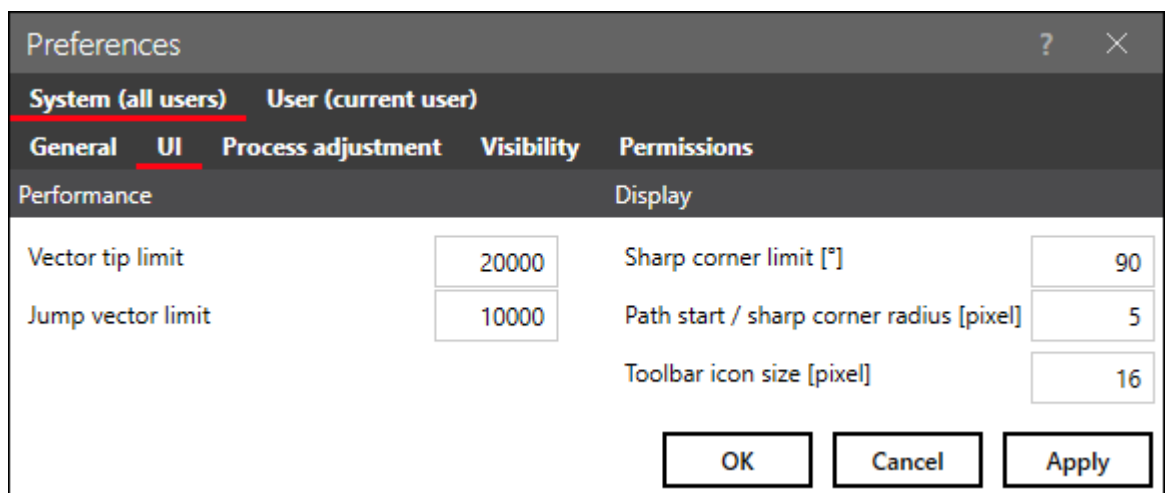 Preferences ?
System (all users) User (current user)
General UI Process adjustment Visibility Permissions
Performance Display
Vector tip limit 20000 Sharp corner limit [°] 90
Jump vector limit 10000 Path start / sharp corner radius [pixel] 5
Toolbar icon size [pixel] 16
OK Cancel Apply